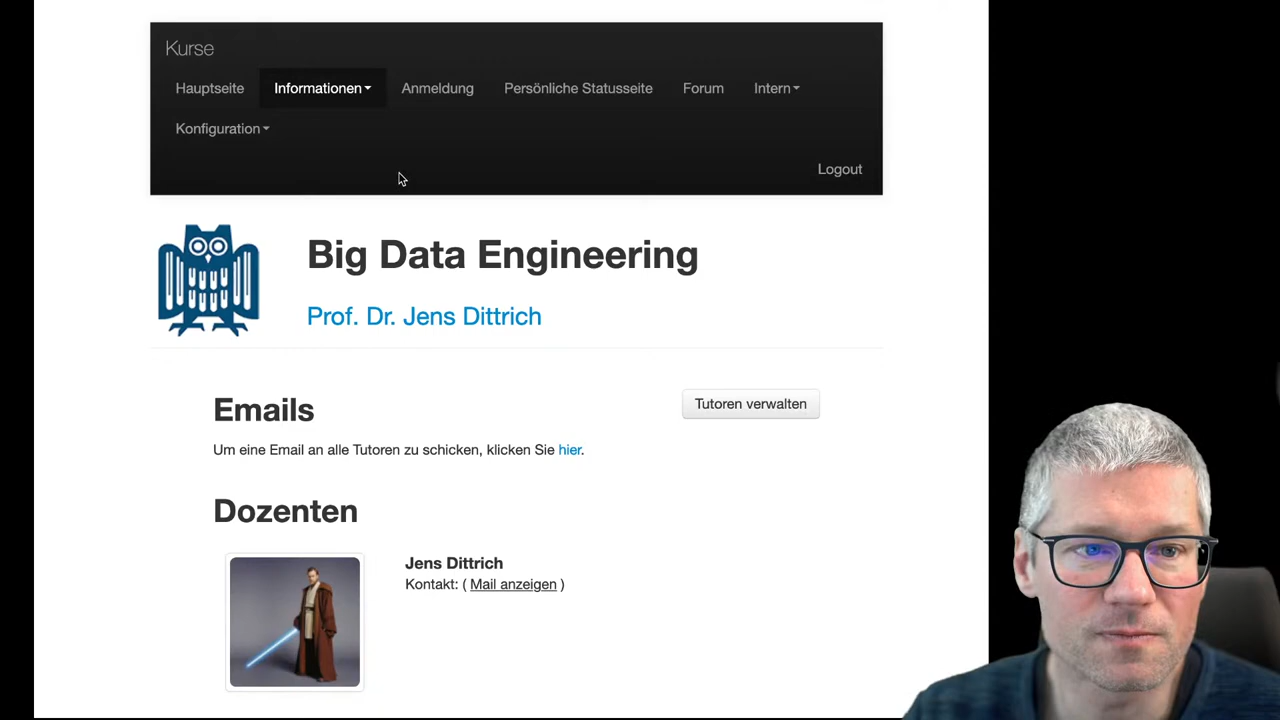 Kurse
Hauptseite Informationen Anmeldung Persönliche Statusseite Forum Intern
Konfiguration
Logout
Big Data Engineering
Prof. Dr. Jens Dittrich
Emails
Tutoren verwalten
Um eine Email an alle Tutoren zu schicken, klicken Sie hier.
Dozenten
Jens Dittrich
Kontakt: ( Mail anzeigen )